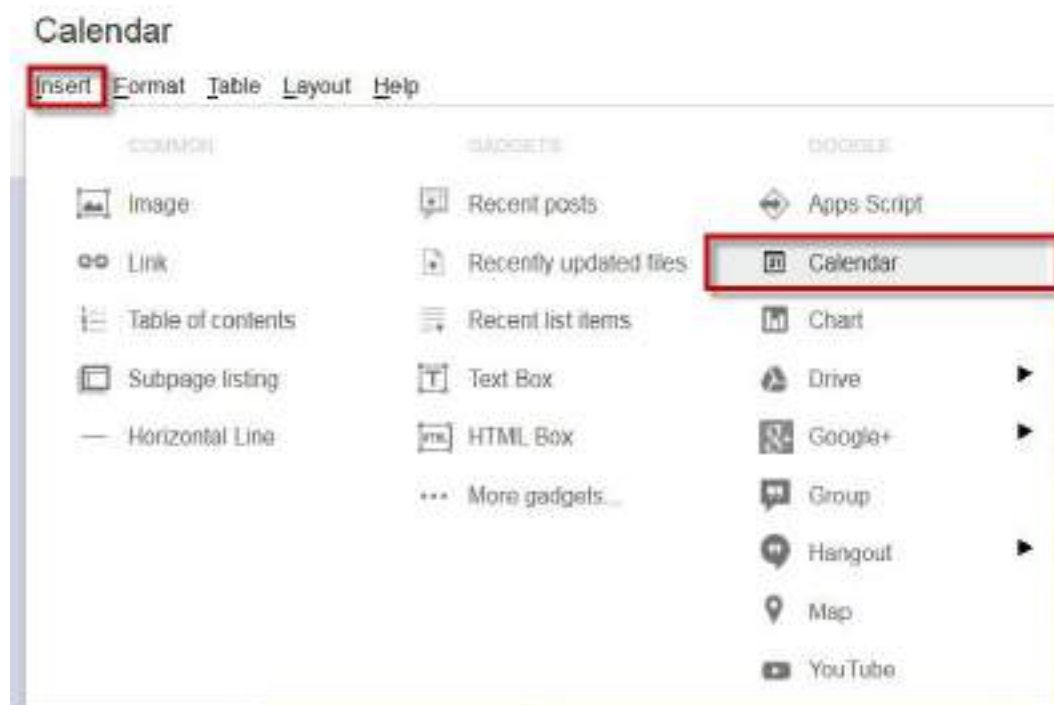 Calendar
Insert Format Table Layout Help
COMMON
Image
Link
Table of contents
Subpage listing
Horizontal Line
GADGETS
Recent posts
Recently updated files
Recent list items
Text Box
HTML Box
More gadgets...
GOOGLE
Apps Script
Calendar
Chart
Drive
Google+
Group
Hangout
Map
YouTube